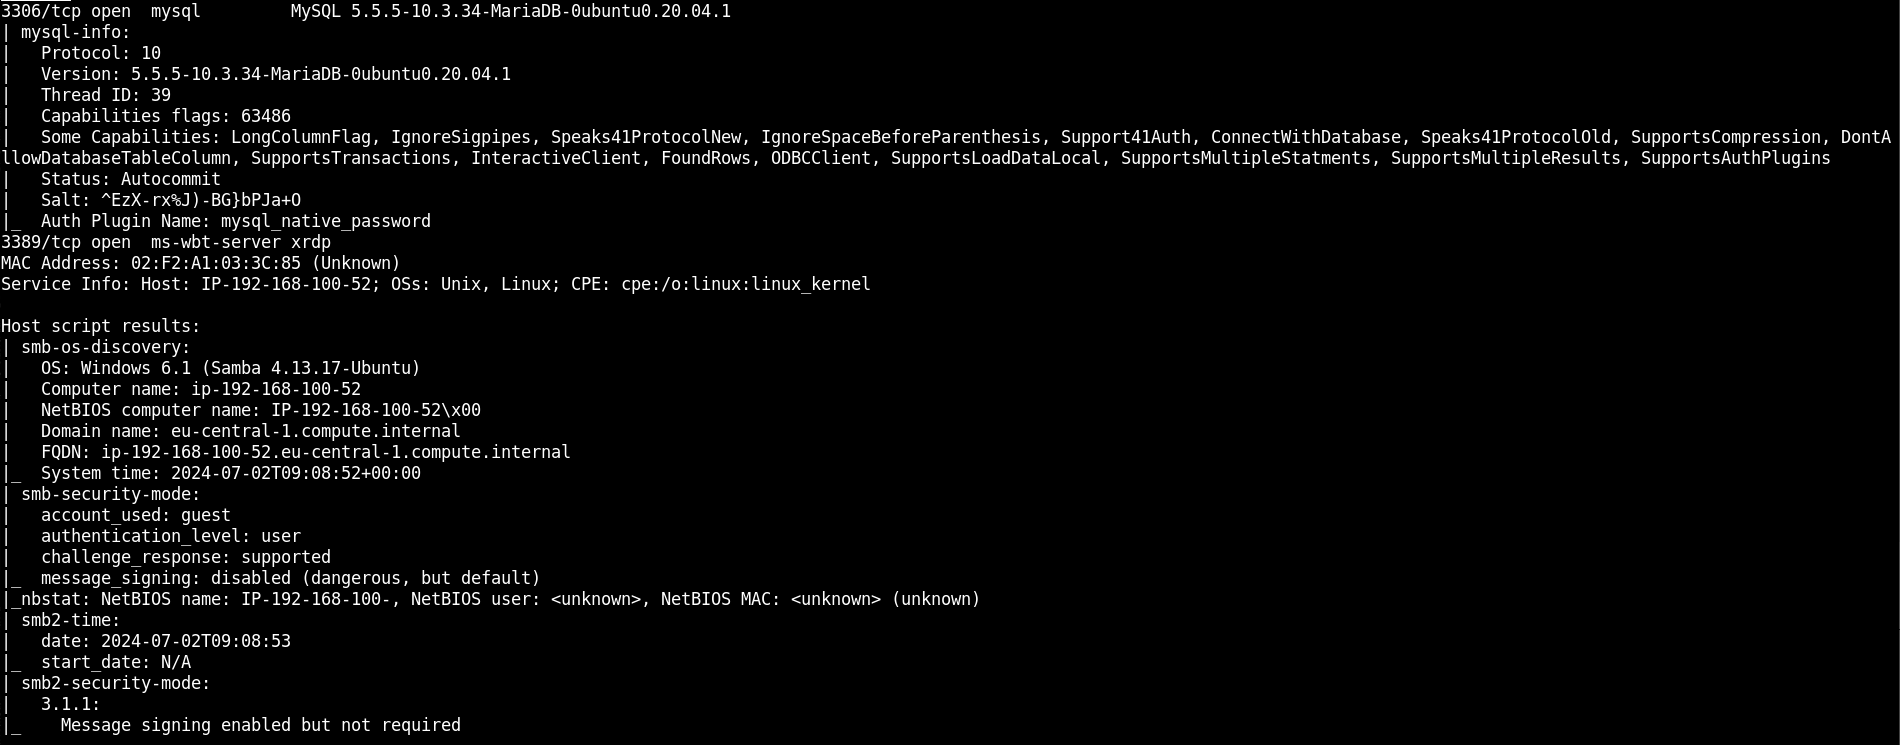 3306/tcp open  mysql         MySQL 5.5.5-10.3.34-MariaDB-0ubuntu0.20.04.1
| mysql-info:
|   Protocol: 10
|   Version: 5.5.5-10.3.34-MariaDB-0ubuntu0.20.04.1
|   Thread ID: 39
|   Capabilities flags: 63486
|   Some Capabilities: LongColumnFlag, IgnoreSigpipes, Speaks41ProtocolNew, IgnoreSpaceBeforeParenthesis, Support41Auth, ConnectWithDatabase, Speaks41ProtocolOld, SupportsCompression, DontA
llowDatabaseTableColumn, SupportsTransactions, InteractiveClient, FoundRows, ODBCClient, SupportsLoadDataLocal, SupportsMultipleStatments, SupportsMultipleResults, SupportsAuthPlugins
|   Status: Autocommit
|   Salt: ^EzX-rx%J)-BG}bPJa+O
|_  Auth Plugin Name: mysql_native_password
3389/tcp open  ms-wbt-server xrdp
MAC Address: 02:F2:A1:03:3C:85 (Unknown)
Service Info: Host: IP-192-168-100-52; OSs: Unix, Linux; CPE: cpe:/o:linux:linux_kernel

Host script results:
| smb-os-discovery:
|   OS: Windows 6.1 (Samba 4.13.17-Ubuntu)
|   Computer name: ip-192-168-100-52
|   NetBIOS computer name: IP-192-168-100-52\x00
|   Domain name: eu-central-1.compute.internal
|   FQDN: ip-192-168-100-52.eu-central-1.compute.internal
|_  System time: 2024-07-02T09:08:52+00:00
| smb-security-mode:
|   account_used: guest
|   authentication_level: user
|   challenge_response: supported
|_  message_signing: disabled (dangerous, but default)
|_nbstat: NetBIOS name: IP-192-168-100-, NetBIOS user: <unknown>, NetBIOS MAC: <unknown> (unknown)
| smb2-time:
|   date: 2024-07-02T09:08:53
|_  start_date: N/A
| smb2-security-mode:
|   3.1.1:
|_    Message signing enabled but not required